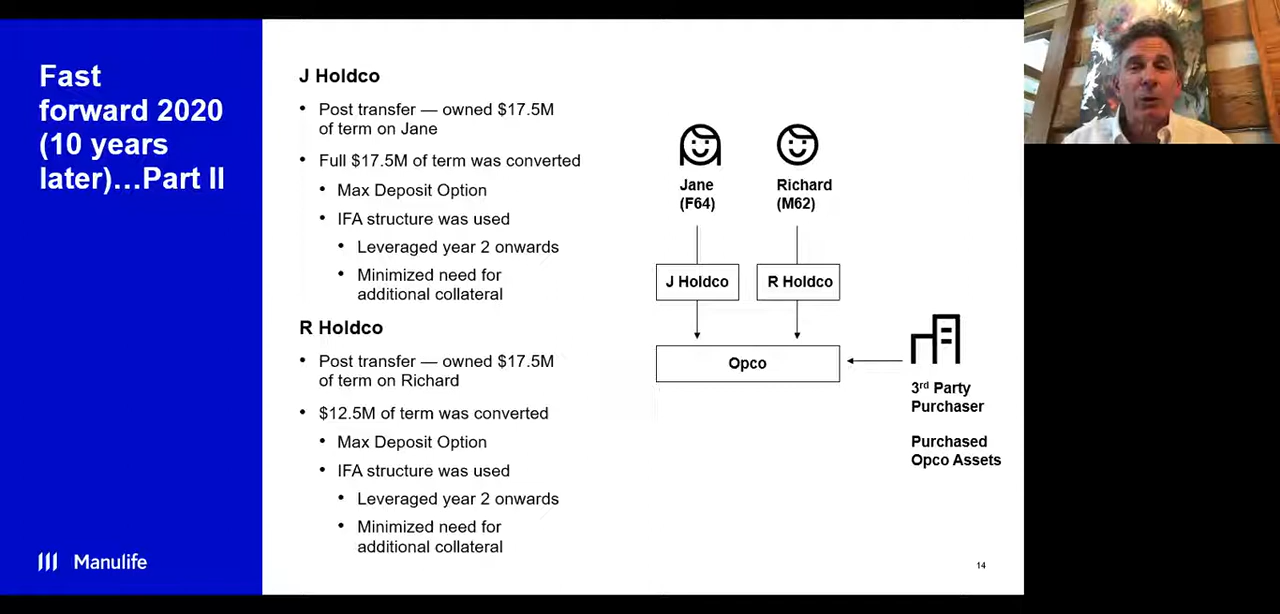 Fast
forward 2020
(10 years
later)…Part II
J Holdco
• Post transfer — owned $17.5M
of term on Jane
• Full $17.5M of term was converted
• Max Deposit Option
• IFA structure was used
• Leveraged year 2 onwards
• Minimized need for
additional collateral
R Holdco
• Post transfer — owned $17.5M
of term on Richard
• $12.5M of term was converted
• Max Deposit Option
• IFA structure was used
• Leveraged year 2 onwards
• Minimized need for
additional collateral
Jane
(F64)
Richard
(M62)
J Holdco
R Holdco
Opco
3rd Party
Purchaser
Purchased
Opco Assets
Manulife
14